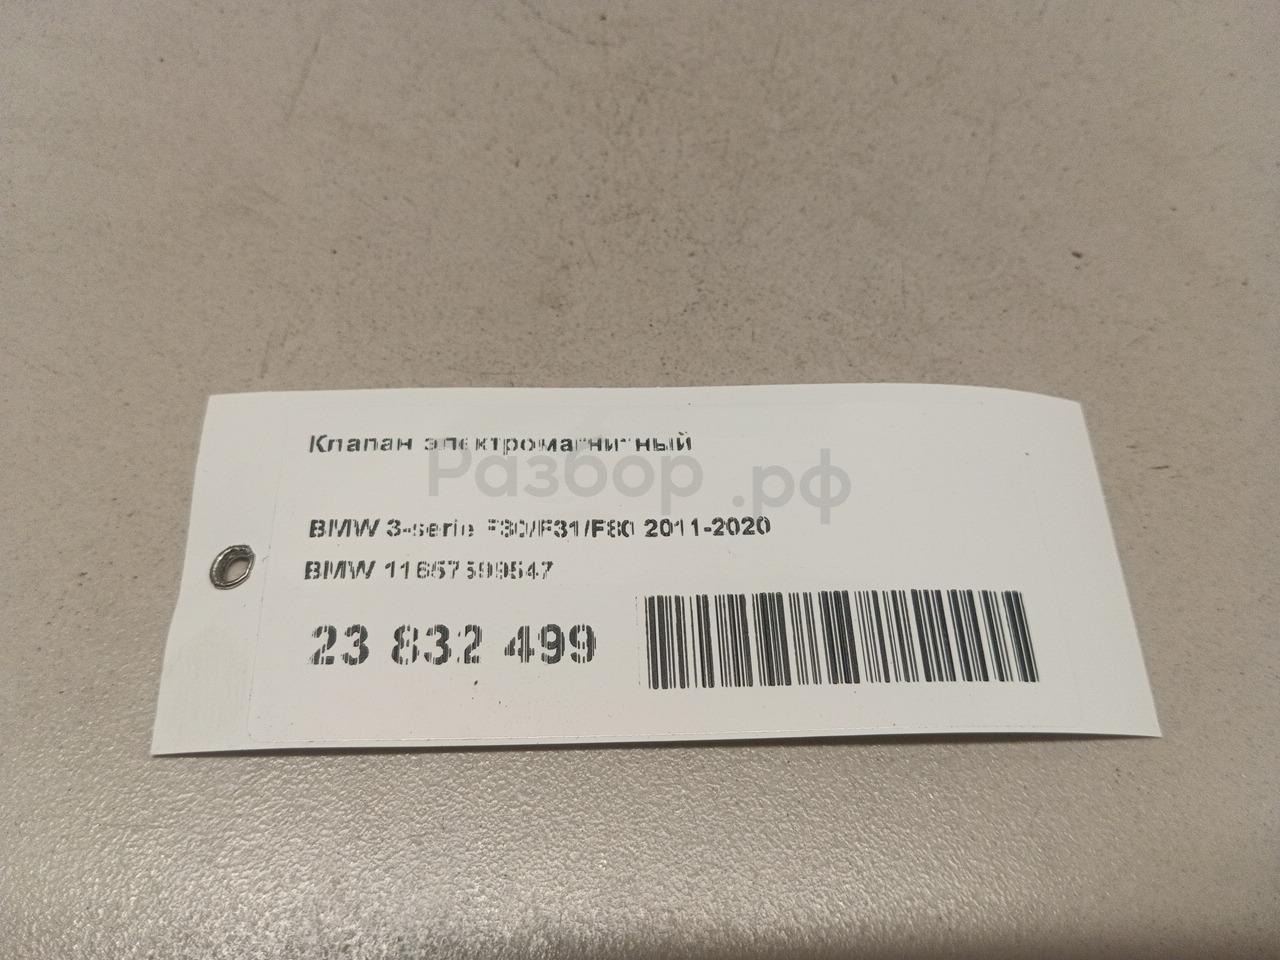 Клапан электромагнитный
Разбор.рф
BMW 3-serie F30/F31/F80 2011-2020
BMW 11657599547
23 832 499